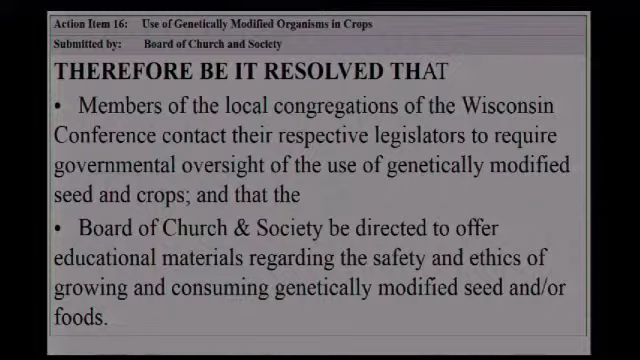 Action Item 16: Use of Genetically Modified Organisms in Crops
Submitted by: Board of Church and Society
THEREFORE BE IT RESOLVED THAT
• Members of the local congregations of the Wisconsin
Conference contact their respective legislators to require
governmental oversight of the use of genetically modified
seed and crops; and that the
• Board of Church & Society be directed to offer
educational materials regarding the safety and ethics of
growing and consuming genetically modified seed and/or
foods.